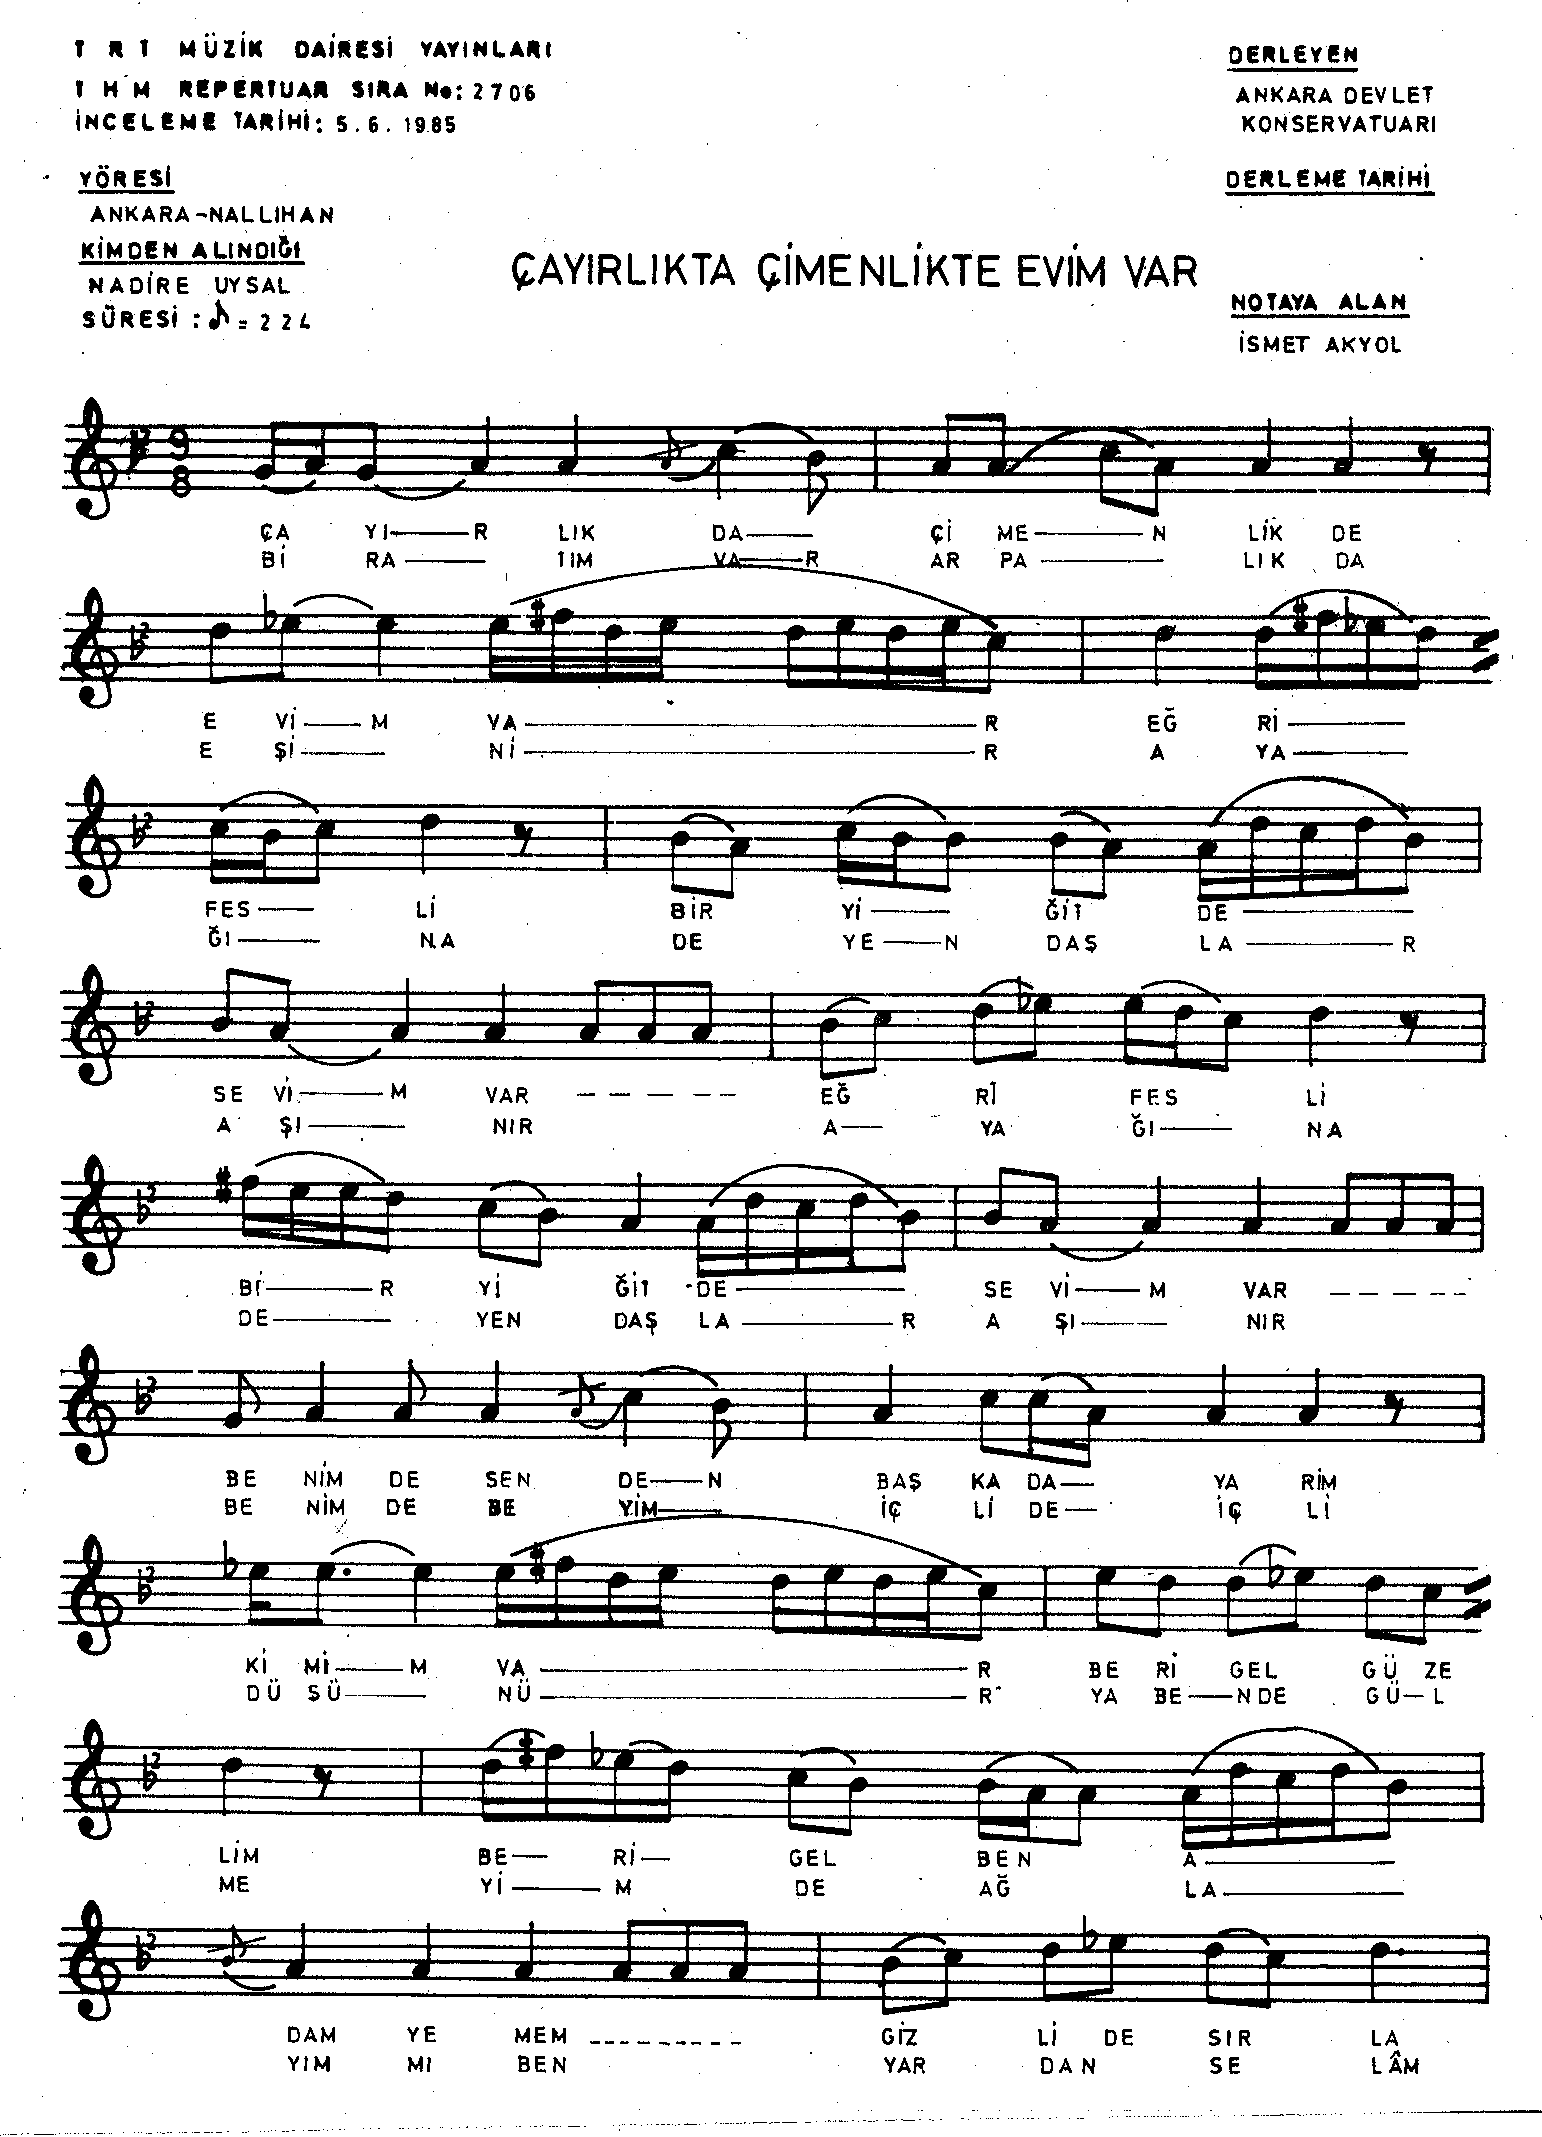 T R T MÜZİK DAİRESİ YAYINLARI
T H M REPERTUAR SIRA No: 2706
İNCELEME TARİHİ: 5.6.1985
DERLEYEN
ANKARA DEVLET
KONSERVATUARI
YÖRESİ
ANKARA-NALLIHAN
DERLEME TARİHİ
KİMDEN ALINDIĞI
NADİRE UYSAL
ÇAYIRLIKTA ÇİMENLİKTE EVİM VAR
SÜRESİ : ♪ = 224
NOTAYA ALAN
İSMET AKYOL
9
8
ÇA YI—R LIK DA— Çİ ME—N LİK DE
Bİ RA— TIM VA—R AR PA— LIK DA
E Vİ—M VA—R EĞ Rİ—
E Şİ— Nİ—R A YA—
FES— Lİ BİR Yİ— ĞİT DE—
ĞI— NA DE YE—N DAŞ LA—R
SE Vİ—M VAR - - - - - EĞ Rİ FES Lİ
A ŞI— NIR A— YA ĞI— NA
Bİ—R Yİ ĞİT DE— SE Vİ—M VAR - - - - - -
DE— YEN DAŞ LA—R A ŞI— NIR
BE NİM DE SEN DE—N BAŞ KA DA— YA RİM
BE NİM DE BE YİM— İÇ Lİ DE— İÇ Lİ
Kİ Mİ—M VA—R BE Rİ GEL GÜ ZE
DÜ SÜ— NÜ—R YA BE—NDE GÜ—L
LİM BE— Rİ— GEL BEN A—
ME Yİ—M DE AĞ LA—
DAM YE MEM - - - - - - - - GİZ Lİ DE SIR LA
YIM MI BEN YAR DAN SE LÂM